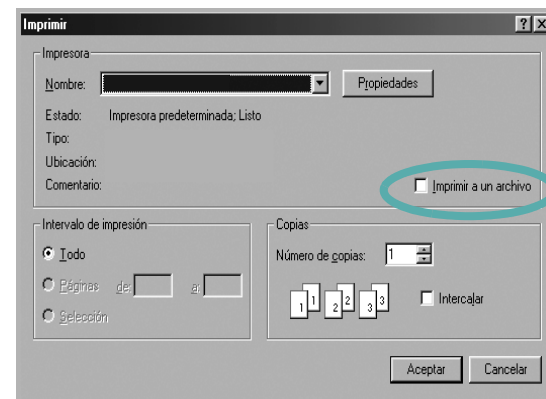 Imprimir
Impresora
Nombre: Propiedades
Estado: Impresora predeterminada; Listo
Tipo:
Ubicación:
Comentario: Imprimir a un archivo
Intervalo de impresión
Todo
Páginas de: a:
Selección
Copias
Número de copias: 1
1 1 2 2 3 3
Intercalar
Aceptar Cancelar